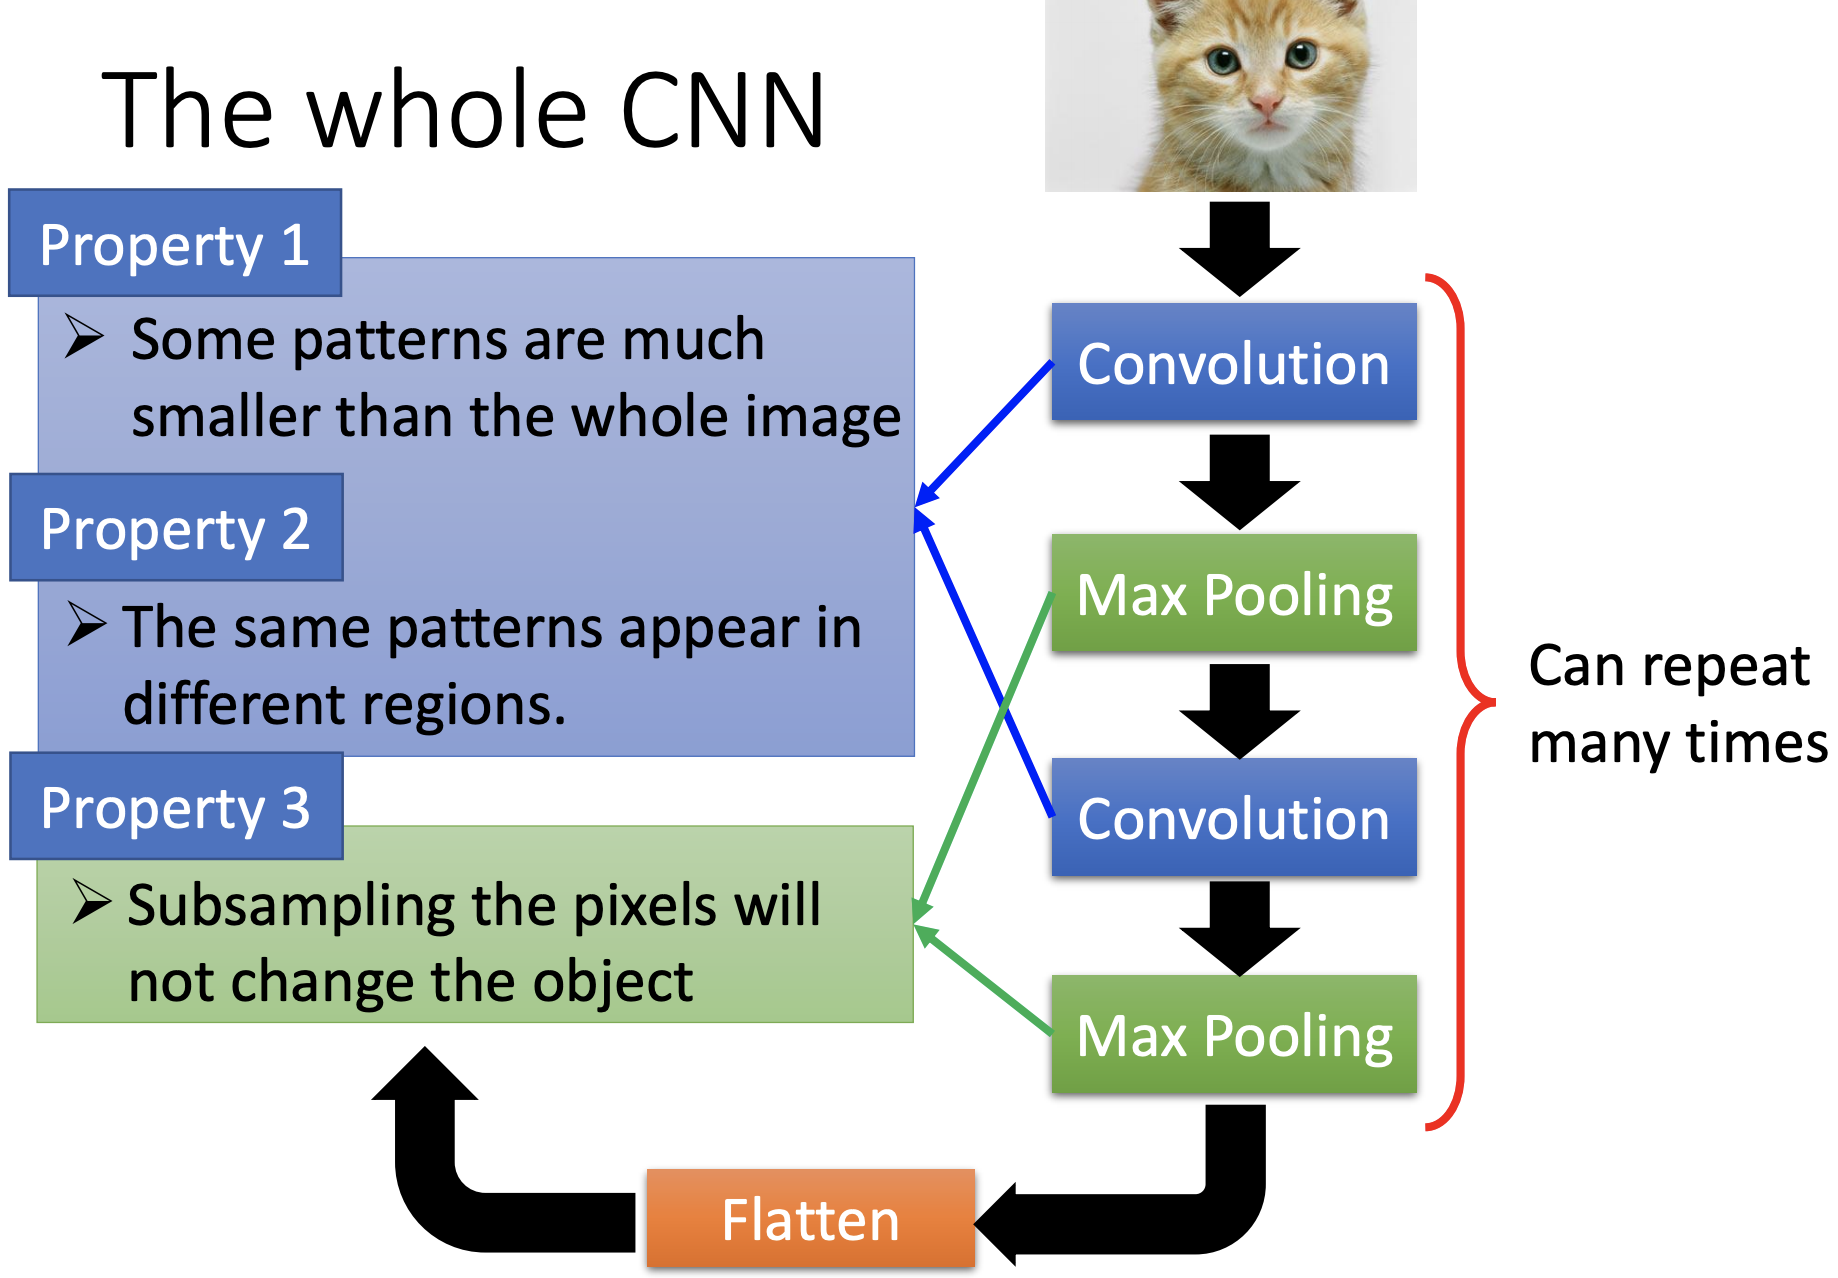 The whole CNN
Property 1
➢ Some patterns are much
smaller than the whole image
Property 2
➢ The same patterns appear in
different regions.
Property 3
➢ Subsampling the pixels will
not change the object
Convolution
Max Pooling
Convolution
Max Pooling
Can repeat
many times
Flatten